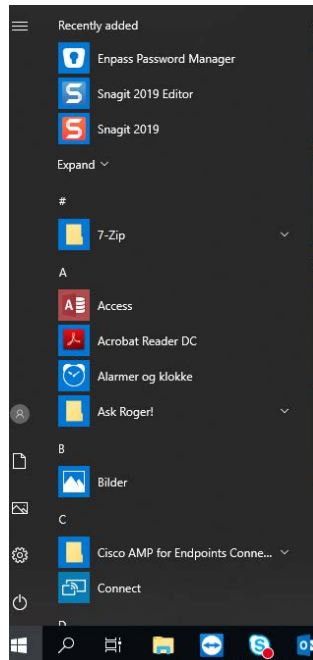 Recently added
Enpass Password Manager
Snagit 2019 Editor
Snagit 2019
Expand
#
7-Zip
A
Access
Acrobat Reader DC
Alarmer og klokke
Ask Roger!
B
Bilder
C
Cisco AMP for Endpoints Conne...
Connect
D